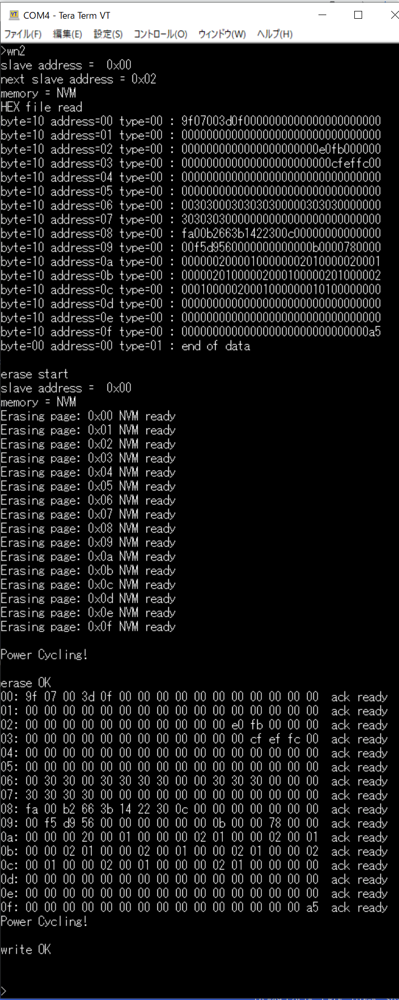 COM4 - Tera Term VT
ファイル(F) 編集(E) 設定(S) コントロール(O) ウィンドウ(W) ヘルプ(H)
>wn2
slave address =  0x00
next slave address = 0x02
memory = NVM
HEX file read
byte=10 address=00 type=00 : 9f07003d0f0000000000000000000000
byte=10 address=01 type=00 : 00000000000000000000000000000000
byte=10 address=02 type=00 : 0000000000000000000000e0fb000000
byte=10 address=03 type=00 : 000000000000000000000000cfeffc00
byte=10 address=04 type=00 : 00000000000000000000000000000000
byte=10 address=05 type=00 : 00000000000000000000000000000000
byte=10 address=06 type=00 : 00303000303030300000303030000000
byte=10 address=07 type=00 : 30303030000000000000000000000000
byte=10 address=08 type=00 : fa00b2663b1422300c00000000000000
byte=10 address=09 type=00 : 00f5d9560000000000000b0000780000
byte=10 address=0a type=00 : 00000020000100000002010000020001
byte=10 address=0b type=00 : 00000201000002000100000201000002
byte=10 address=0c type=00 : 00010000020001000000010100000000
byte=10 address=0d type=00 : 00000000000000000000000000000000
byte=10 address=0e type=00 : 00000000000000000000000000000000
byte=10 address=0f type=00 : 000000000000000000000000000000a5
byte=00 address=00 type=01 : end of data
erase start
slave address =  0x00
memory = NVM
Erasing page: 0x00 NVM ready
Erasing page: 0x01 NVM ready
Erasing page: 0x02 NVM ready
Erasing page: 0x03 NVM ready
Erasing page: 0x04 NVM ready
Erasing page: 0x05 NVM ready
Erasing page: 0x06 NVM ready
Erasing page: 0x07 NVM ready
Erasing page: 0x08 NVM ready
Erasing page: 0x09 NVM ready
Erasing page: 0x0a NVM ready
Erasing page: 0x0b NVM ready
Erasing page: 0x0c NVM ready
Erasing page: 0x0d NVM ready
Erasing page: 0x0e NVM ready
Erasing page: 0x0f NVM ready
Power Cycling!
erase OK
00: 9f 07 00 3d 0f 00 00 00 00 00 00 00 00 00 00 00  ack ready
01: 00 00 00 00 00 00 00 00 00 00 00 00 00 00 00 00  ack ready
02: 00 00 00 00 00 00 00 00 00 00 00 e0 fb 00 00 00  ack ready
03: 00 00 00 00 00 00 00 00 00 00 00 00 cf ef fc 00  ack ready
04: 00 00 00 00 00 00 00 00 00 00 00 00 00 00 00 00  ack ready
05: 00 00 00 00 00 00 00 00 00 00 00 00 00 00 00 00  ack ready
06: 00 30 30 00 30 30 30 30 00 00 30 30 30 00 00 00  ack ready
07: 30 30 30 30 00 00 00 00 00 00 00 00 00 00 00 00  ack ready
08: fa 00 b2 66 3b 14 22 30 0c 00 00 00 00 00 00 00  ack ready
09: 00 f5 d9 56 00 00 00 00 00 00 0b 00 00 78 00 00  ack ready
0a: 00 00 00 20 00 01 00 00 00 02 01 00 00 02 00 01  ack ready
0b: 00 00 02 01 00 00 02 00 01 00 00 02 01 00 00 02  ack ready
0c: 00 01 00 00 02 00 01 00 00 00 02 01 00 00 00 00  ack ready
0d: 00 00 00 00 00 00 00 00 00 00 00 00 00 00 00 00  ack ready
0e: 00 00 00 00 00 00 00 00 00 00 00 00 00 00 00 00  ack ready
0f: 00 00 00 00 00 00 00 00 00 00 00 00 00 00 00 a5  ack ready
Power Cycling!
write OK
>